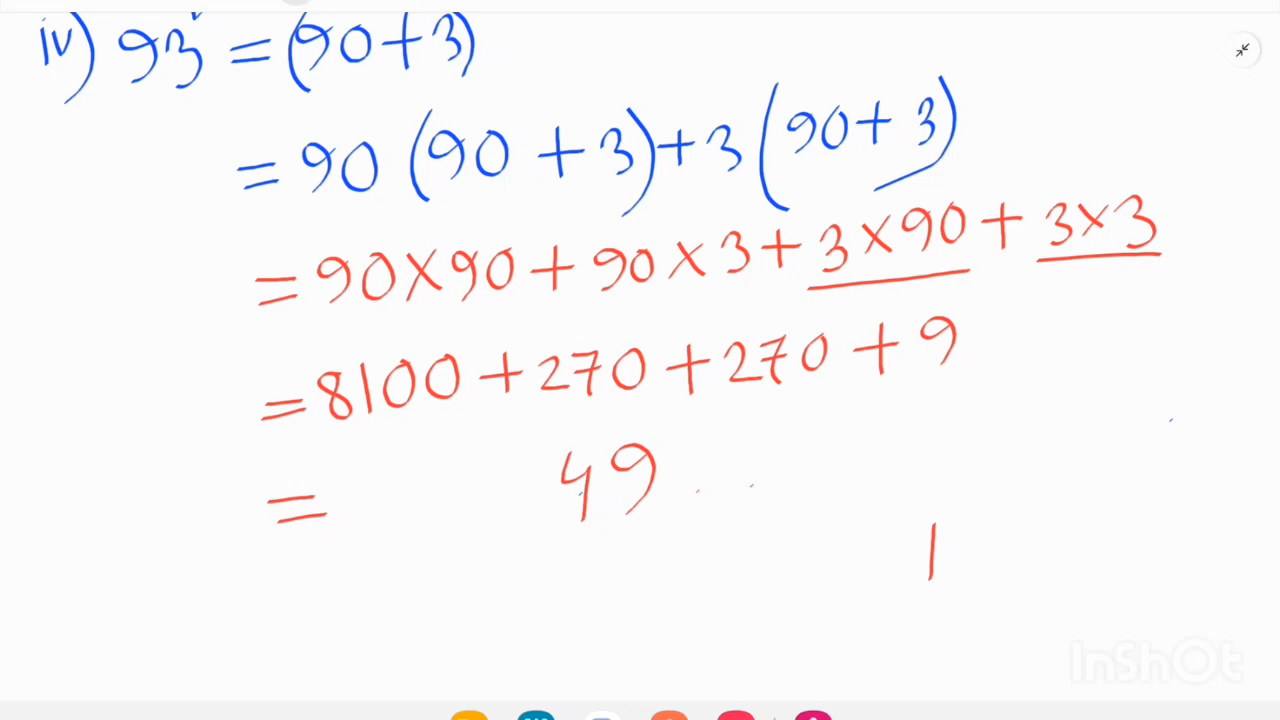 iv) 93² = (90+3)
= 90 (90 + 3) + 3 (90 + 3)
= 90 × 90 + 90 × 3 + 3 × 90 + 3 × 3
= 8100 + 270 + 270 + 9
= 49
1
InShOt